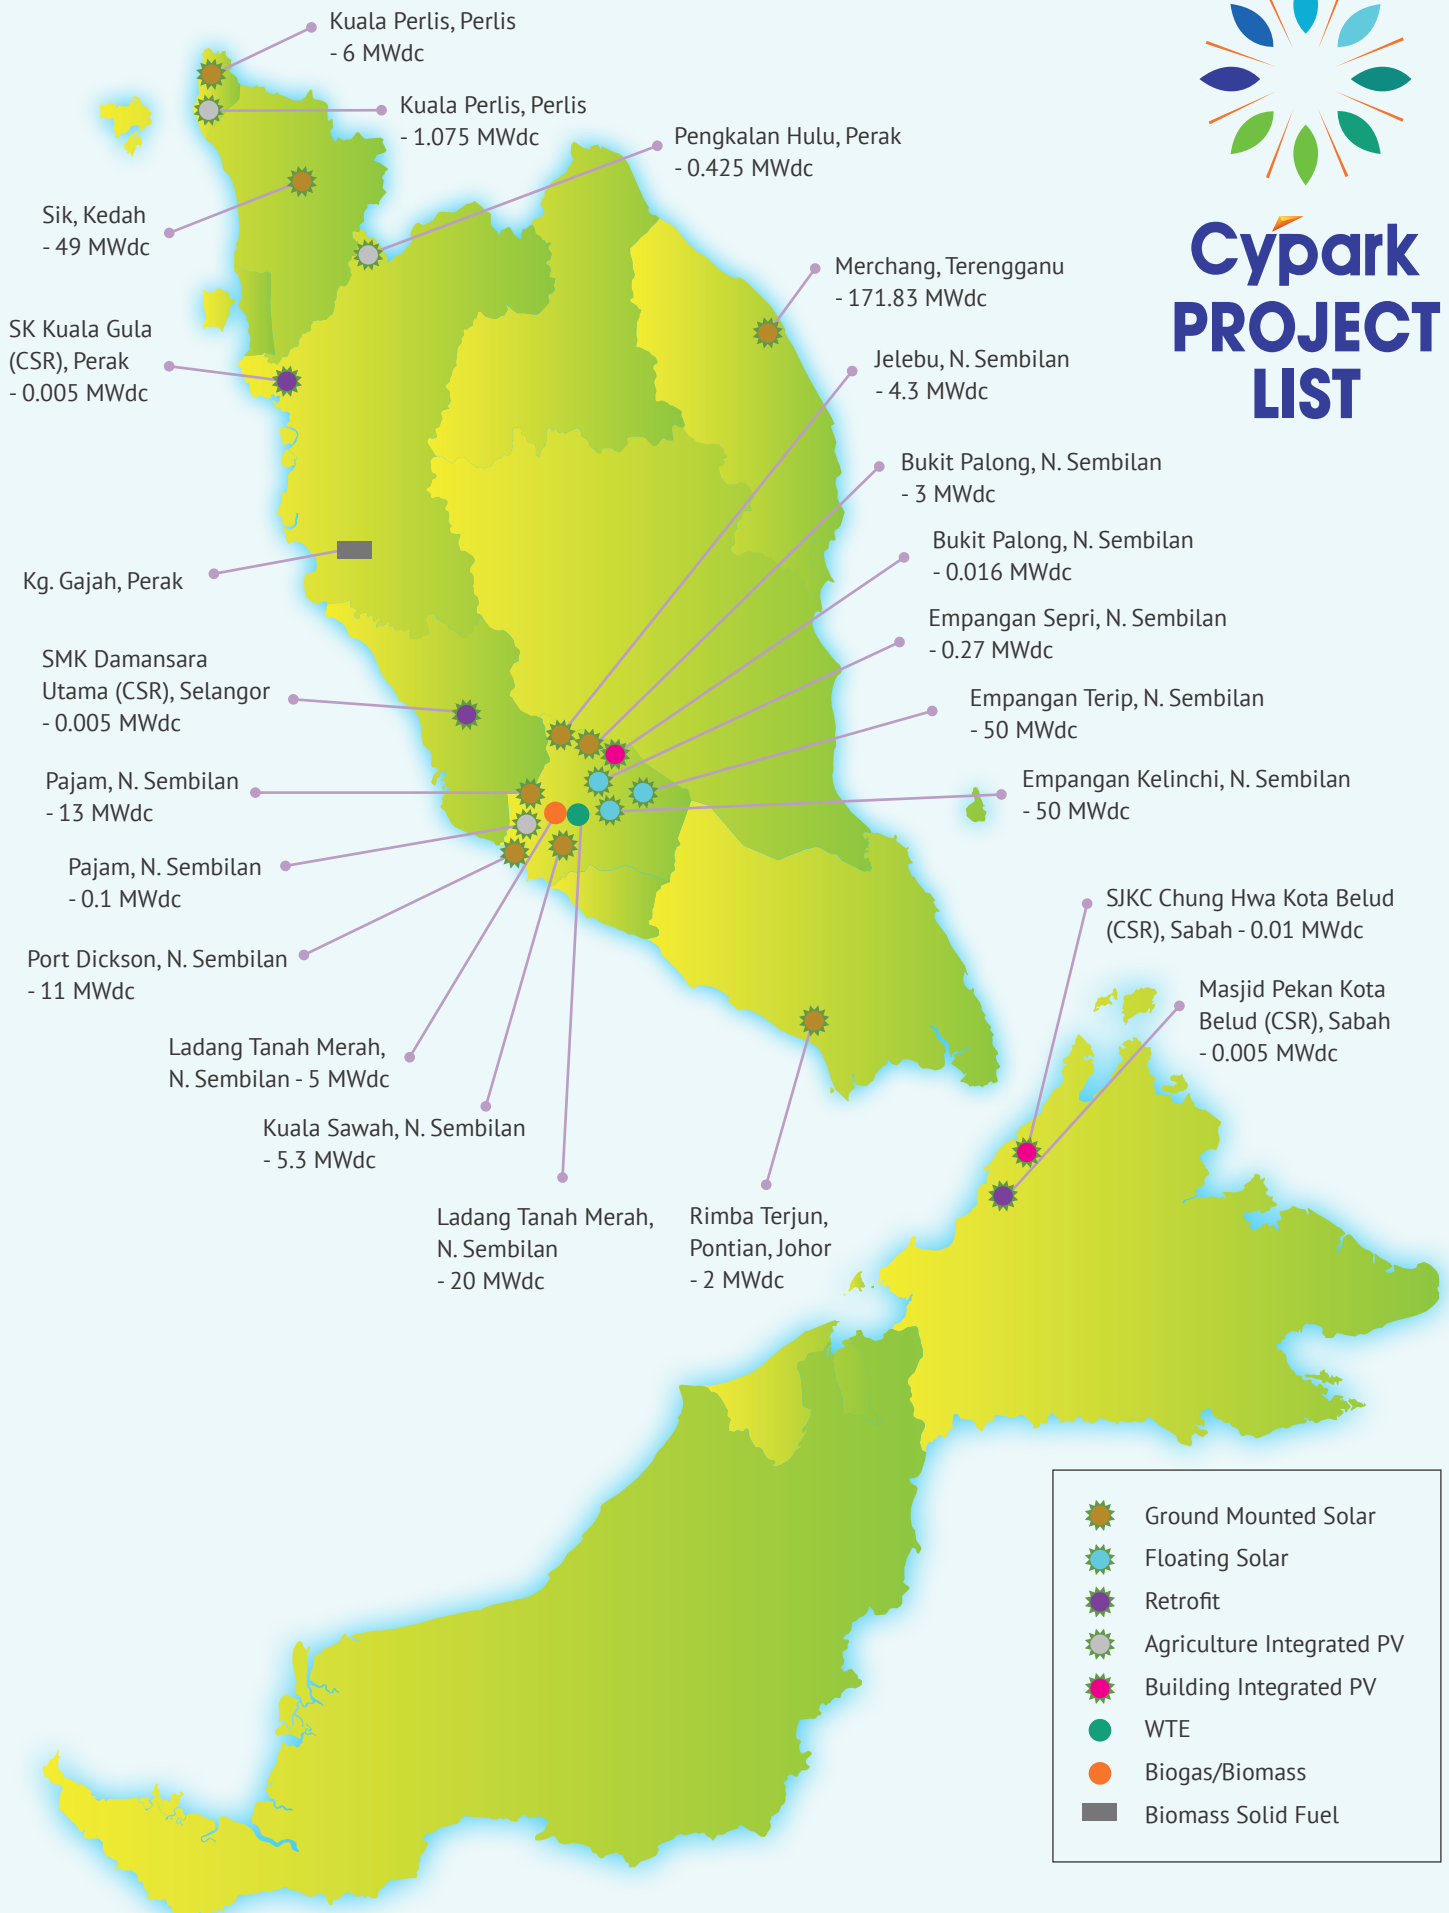 Kuala Perlis, Perlis
- 6 MWdc
Kuala Perlis, Perlis
- 1.075 MWdc
Pengkalan Hulu, Perak
- 0.425 MWdc
Sik, Kedah
- 49 MWdc
Cypark
PROJECT
LIST
Merchang, Terengganu
- 171.83 MWdc
SK Kuala Gula
(CSR), Perak
- 0.005 MWdc
Jelebu, N. Sembilan
- 4.3 MWdc
Bukit Palong, N. Sembilan
- 3 MWdc
Bukit Palong, N. Sembilan
- 0.016 MWdc
Kg. Gajah, Perak
Empangan Sepri, N. Sembilan
- 0.27 MWdc
SMK Damansara
Utama (CSR), Selangor
- 0.005 MWdc
Empangan Terip, N. Sembilan
- 50 MWdc
Pajam, N. Sembilan
- 13 MWdc
Empangan Kelinchi, N. Sembilan
- 50 MWdc
Pajam, N. Sembilan
- 0.1 MWdc
SJKC Chung Hwa Kota Belud
(CSR), Sabah - 0.01 MWdc
Port Dickson, N. Sembilan
- 11 MWdc
Masjid Pekan Kota
Belud (CSR), Sabah
- 0.005 MWdc
Ladang Tanah Merah,
N. Sembilan - 5 MWdc
Kuala Sawah, N. Sembilan
- 5.3 MWdc
Ladang Tanah Merah,
N. Sembilan
- 20 MWdc
Rimba Terjun,
Pontian, Johor
- 2 MWdc
Ground Mounted Solar
Floating Solar
Retrofit
Agriculture Integrated PV
Building Integrated PV
WTE
Biogas/Biomass
Biomass Solid Fuel